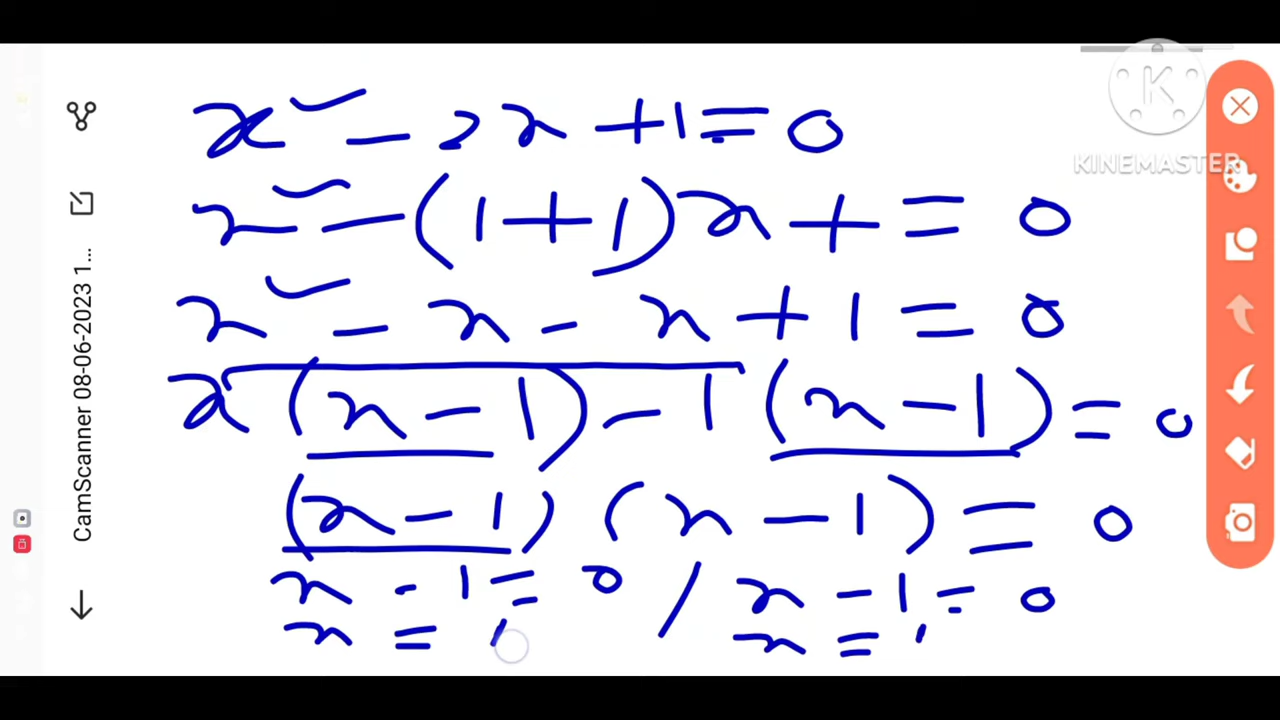 KINEMASTER
CamScanner 08-06-2023 1...
x² - 2x + 1 = 0
x² - (1 + 1)x + = 0
x² - x - x + 1 = 0
x(x - 1) - 1(x - 1) = 0
(x - 1)(x - 1) = 0
x - 1 = 0 / x - 1 = 0
x = 1 x = 1